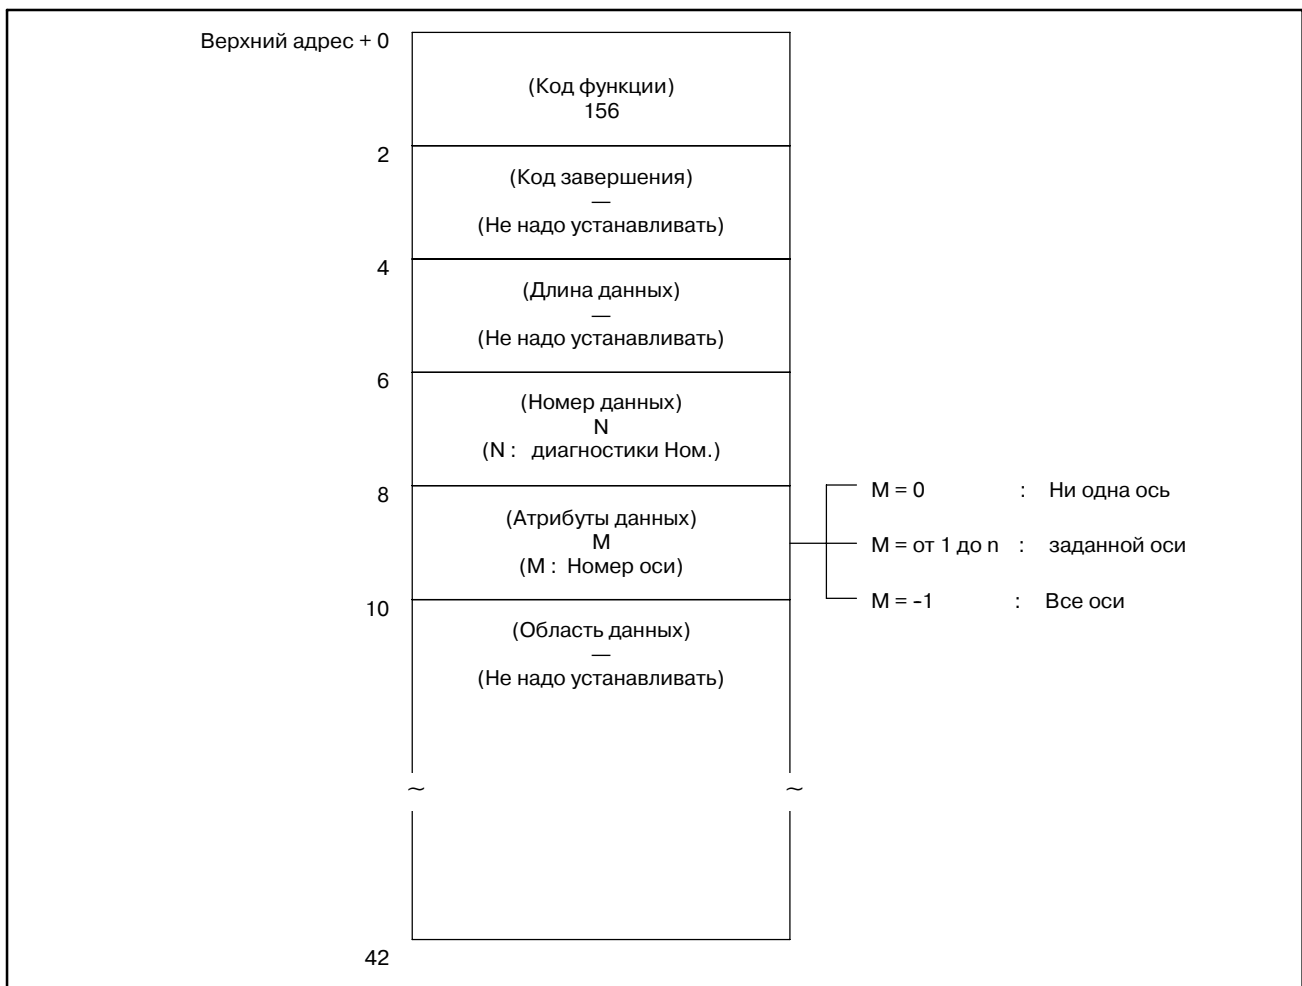 Верхний адрес + 0
(Код функции)
156
2
(Код завершения)
—
(Не надо устанавливать)
4
(Длина данных)
—
(Не надо устанавливать)
6
(Номер данных)
N
(N : диагностики Ном.)
8
(Атрибуты данных)
M
(M : Номер оси)
M = 0 : Ни одна ось
M = от 1 до n : заданной оси
M = -1 : Все оси
10
(Область данных)
—
(Не надо устанавливать)
~ ~
42